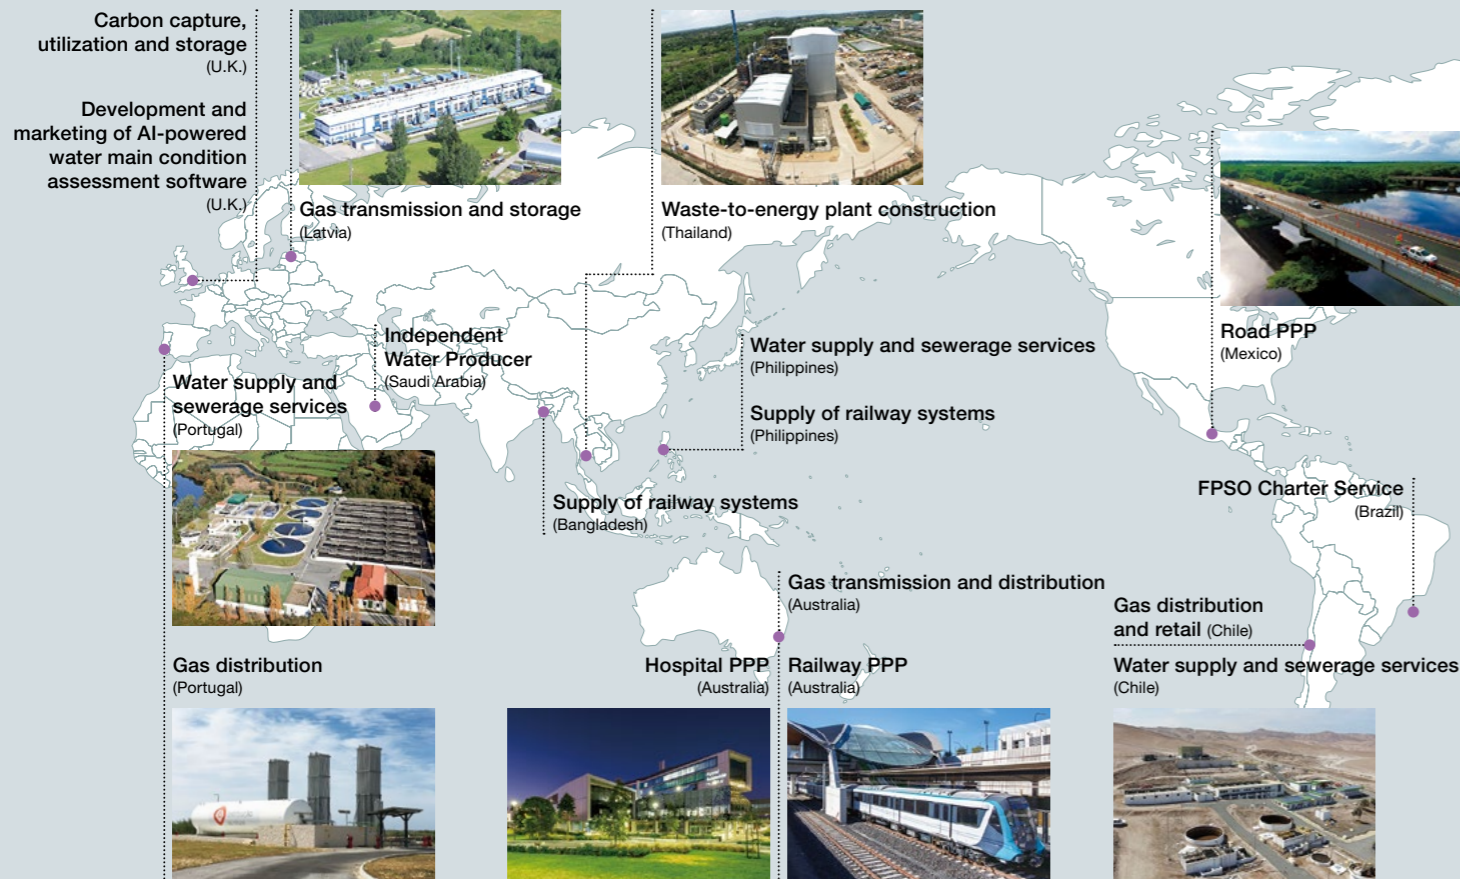 Carbon capture,
utilization and storage
(U.K.)
Development and
marketing of AI-powered
water main condition
assessment software
(U.K.)
Gas transmission and storage
(Latvia)
Waste-to-energy plant construction
(Thailand)
Road PPP
(Mexico)
Independent
Water Producer
(Saudi Arabia)
Water supply and sewerage services
(Philippines)
Supply of railway systems
(Philippines)
Water supply and
sewerage services
(Portugal)
Supply of railway systems
(Bangladesh)
FPSO Charter Service
(Brazil)
Gas transmission and distribution
(Australia)
Gas distribution
and retail (Chile)
Gas distribution
(Portugal)
Hospital PPP
(Australia)
Railway PPP
(Australia)
Water supply and sewerage services
(Chile)